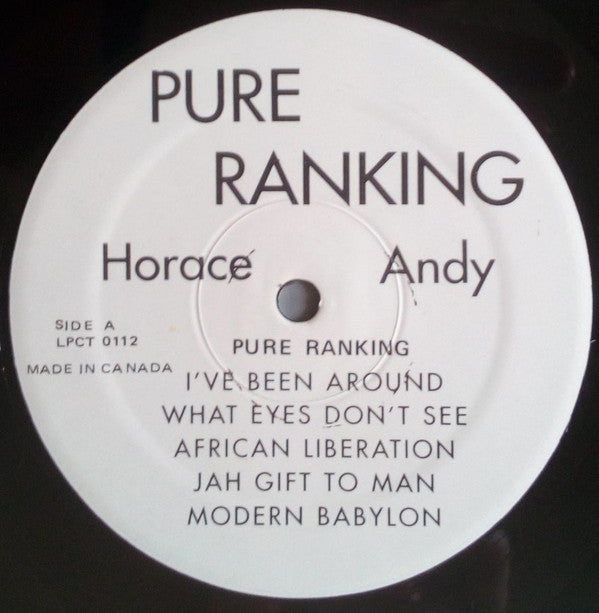 PURE
RANKING
Horace Andy
SIDE A
LPCT 0112
MADE IN CANADA
PURE RANKING
I'VE BEEN AROUND
WHAT EYES DON'T SEE
AFRICAN LIBERATION
JAH GIFT TO MAN
MODERN BABYLON